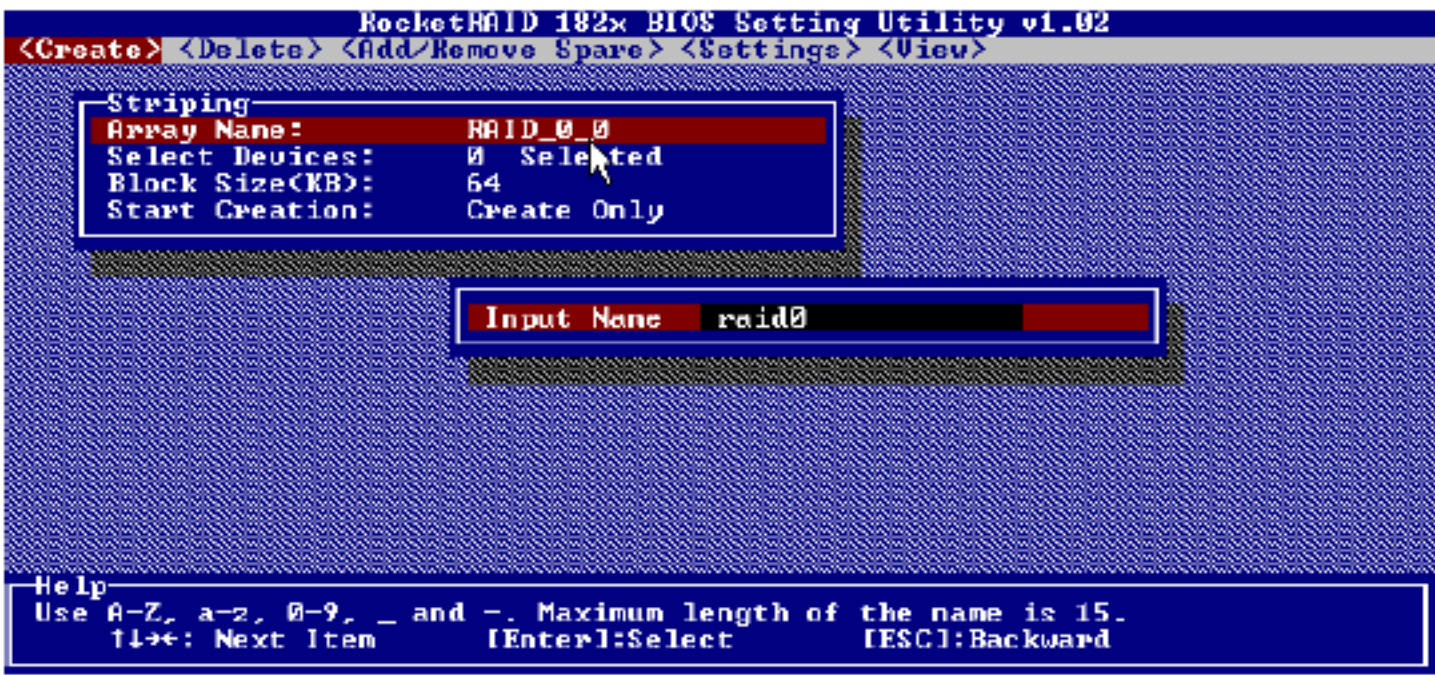 RocketRAID 182x BIOS Setting Utility v1.02
<Create> <Delete> <Add/Remove Spare> <Settings> <View>
Striping
Array Name: RAID_0_0
Select Devices: 0 Selected
Block Size(KB): 64
Start Creation: Create Only
Input Name raid0
Help
Use A-Z, a-z, 0-9, _ and -. Maximum length of the name is 15.
↑↓→←: Next Item [Enter]:Select [ESC]:Backward